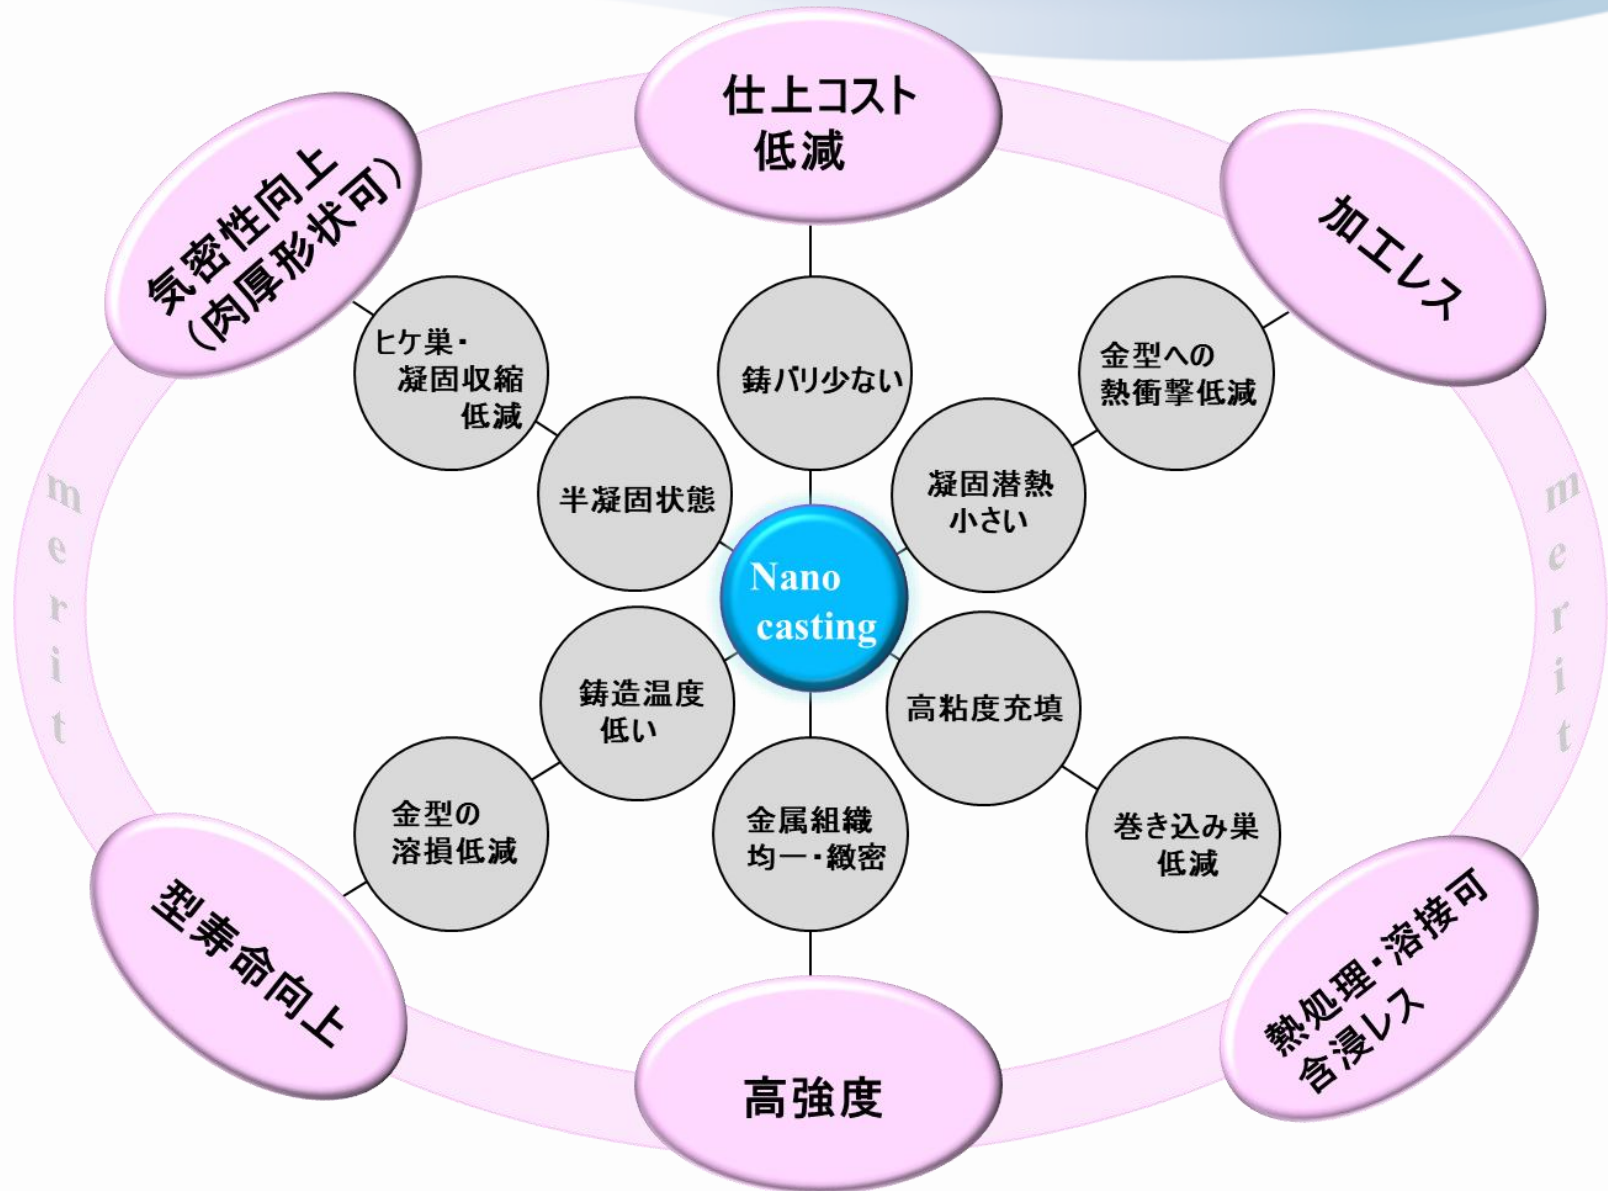 仕上コスト
低減
気密性向上
（肉厚形状可）
加工レス
ヒケ巣・
凝固収縮
低減
鋳バリ少ない
金型への
熱衝撃低減
半凝固状態
凝固潜熱
小さい
merit
Nano
casting
merit
鋳造温度
低い
高粘度充填
金型の
溶損低減
金属組織
均一・緻密
巻き込み巣
低減
型寿命向上
高強度
熱処理・溶接可
含浸レス